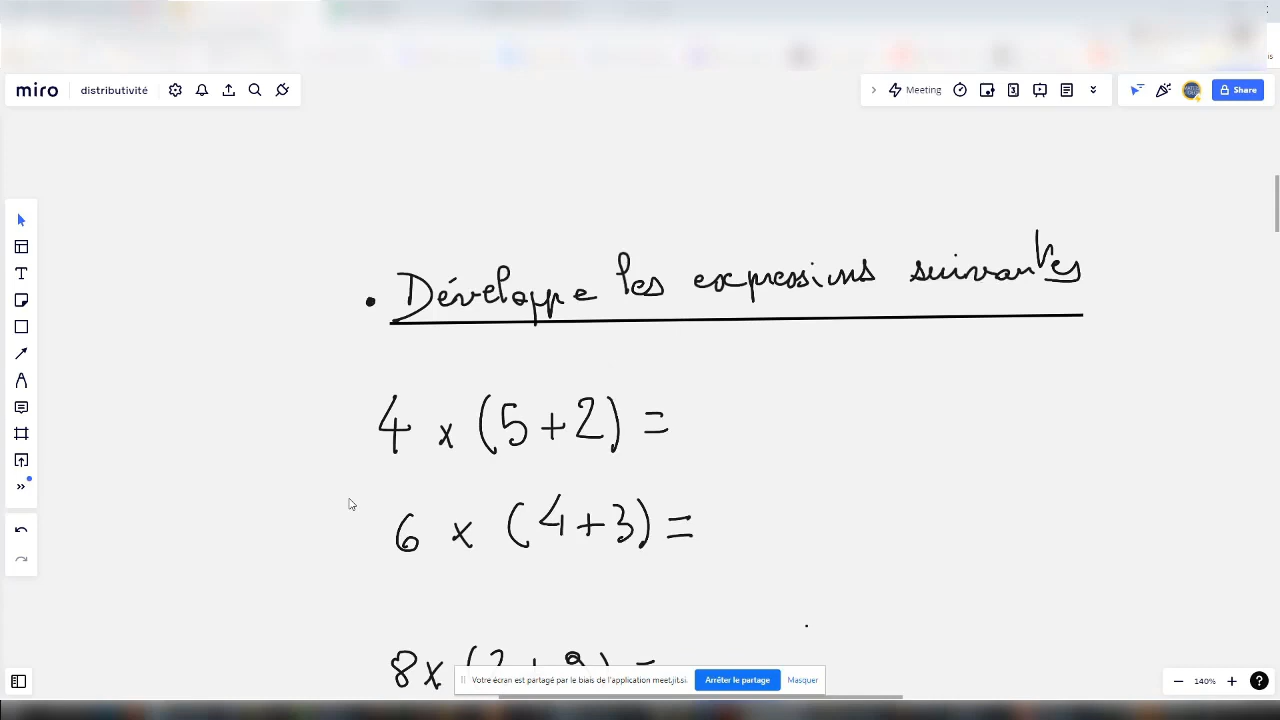 miro distributivité Meeting Share
• Développe les expressions suivantes
4 x (5+2) =
6 x (4+3) =
8x ( + ) =
Votre écran est partagé par le biais de l'application meet.jit.si. Arrêter le partage Masquer
− 140% + ?